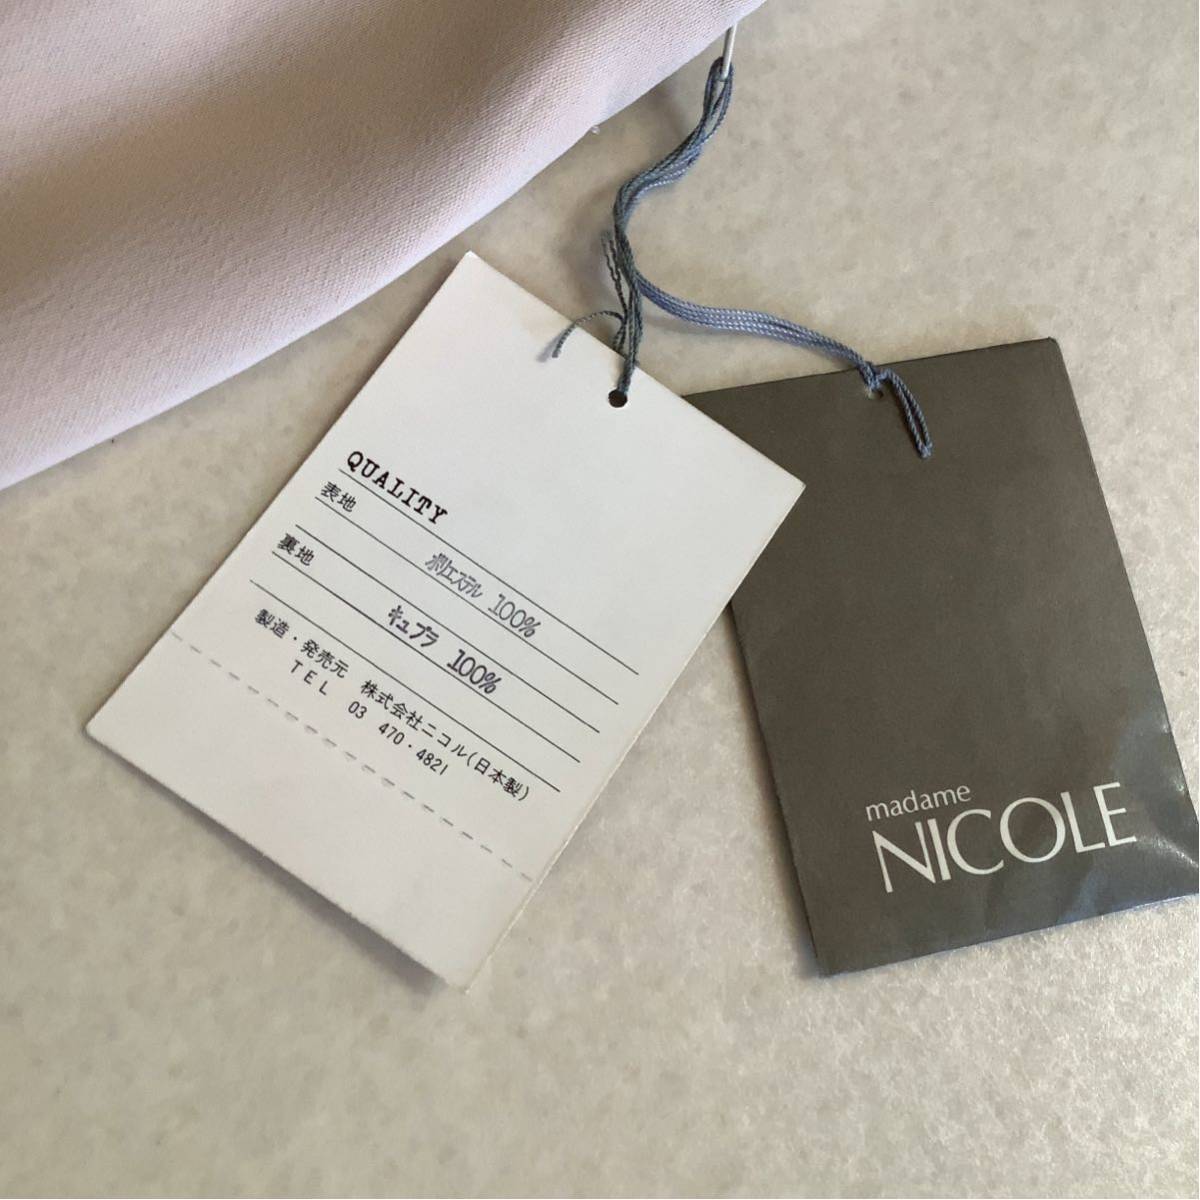 QUALITY
表地
ポリエステル 100%
裏地
キュプラ 100%
製造・発売元 株式会社ニコル(日本製)
TEL 03 470・4821
madame
NICOLE